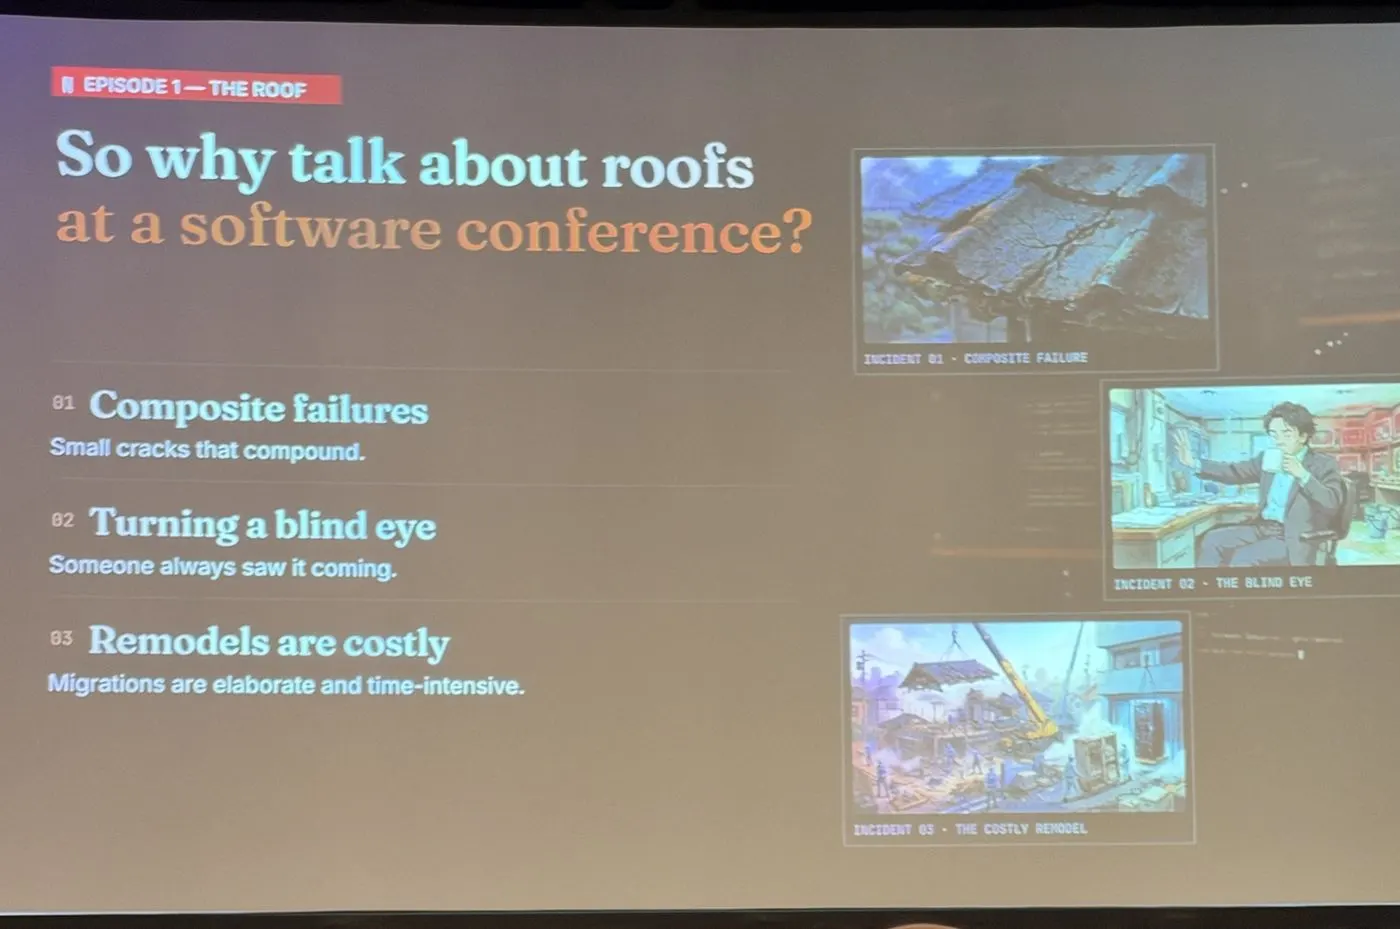 EPISODE 1 — THE ROOF
So why talk about roofs
at a software conference?
01 Composite failures
Small cracks that compound.
02 Turning a blind eye
Someone always saw it coming.
03 Remodels are costly
Migrations are elaborate and time-intensive.
INCIDENT 01 - COMPOSITE FAILURE
INCIDENT 02 - THE BLIND EYE
INCIDENT 03 - THE COSTLY REMODEL